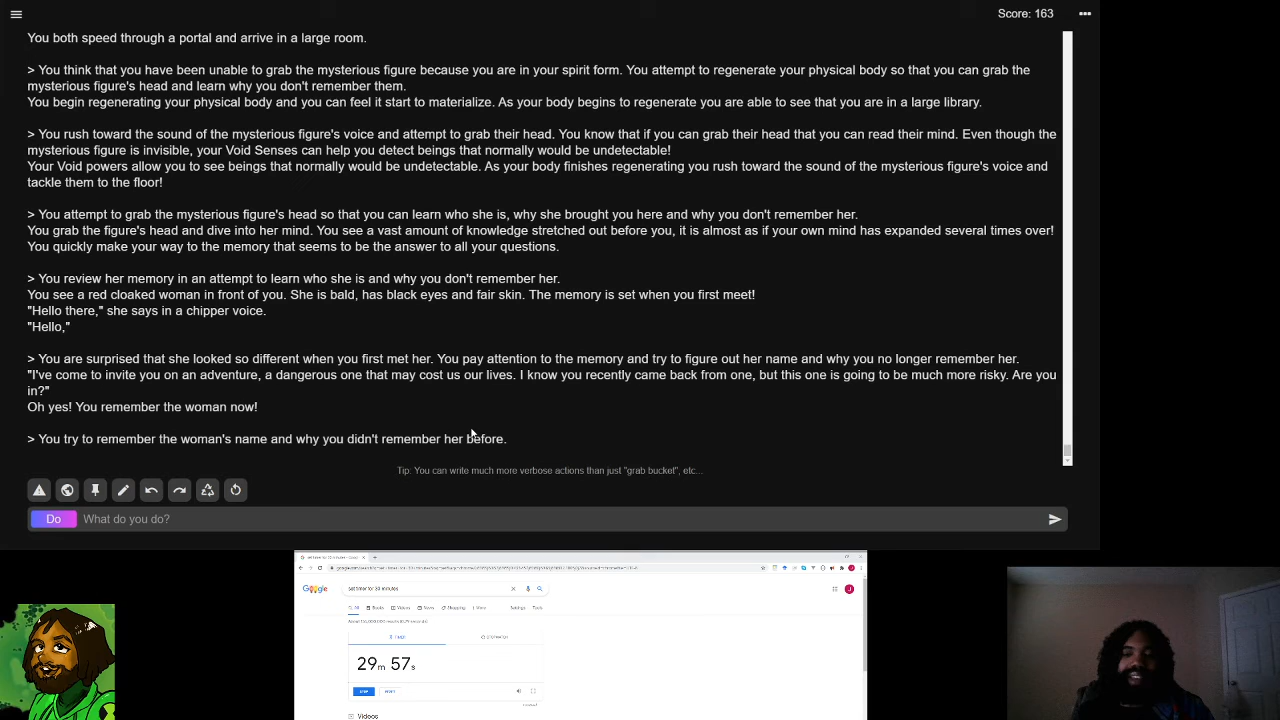 Score: 163
You both speed through a portal and arrive in a large room.
> You think that you have been unable to grab the mysterious figure because you are in your spirit form. You attempt to regenerate your physical body so that you can grab the
mysterious figure's head and learn why you don't remember them.
You begin regenerating your physical body and you can feel it start to materialize. As your body begins to regenerate you are able to see that you are in a large library.
> You rush toward the sound of the mysterious figure's voice and attempt to grab their head. You know that if you can grab their head that you can read their mind. Even though the
mysterious figure is invisible, your Void Senses can help you detect beings that normally would be undetectable!
Your Void powers allow you to see beings that normally would be undetectable. As your body finishes regenerating you rush toward the sound of the mysterious figure's voice and
tackle them to the floor!
> You attempt to grab the mysterious figure's head so that you can learn who she is, why she brought you here and why you don't remember her.
You grab the figure's head and dive into her mind. You see a vast amount of knowledge stretched out before you, it is almost as if your own mind has expanded several times over!
You quickly make your way to the memory that seems to be the answer to all your questions.
> You review her memory in an attempt to learn who she is and why you don't remember her.
You see a red cloaked woman in front of you. She is bald, has black eyes and fair skin. The memory is set when you first meet!
"Hello there," she says in a chipper voice.
"Hello,"
> You are surprised that she looked so different when you first met her. You pay attention to the memory and try to figure out her name and why you no longer remember her.
"I've come to invite you on an adventure, a dangerous one that may cost us our lives. I know you recently came back from one, but this one is going to be much more risky. Are you
in?"
Oh yes! You remember the woman now!
> You try to remember the woman's name and why you didn't remember her before.
Tip: You can write much more verbose actions than just "grab bucket", etc...
Do What do you do?
Google set timer for 30 minutes
All Books Videos News Shopping More Settings Tools
TIMER STOPWATCH
29m 57s
STOP RESET
Videos